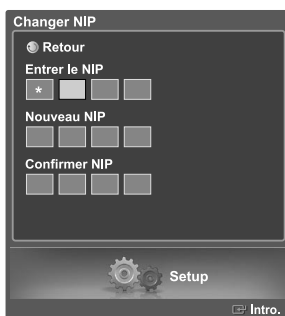 Changer NIP
Retour
Entrer le NIP
*
Nouveau NIP
Confirmer NIP
Setup
Intro.